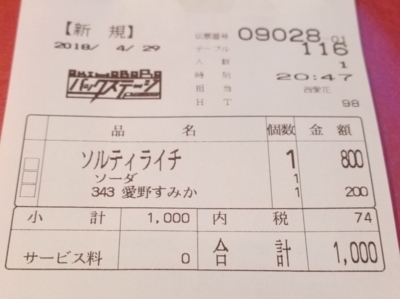 【新 規】
2018/ 4/29
伝票番号 09028-01
テーブル 116
人 数 1
時 刻 20:47
担 当 西愛花
H T 98
バックステージ
品 名 個数 金 額
ソルティライチ 1 800
ソーダ 1
343 愛野すみか 1 200
小 計 1,000 内 税 74
サービス料 0 合 計 1,000